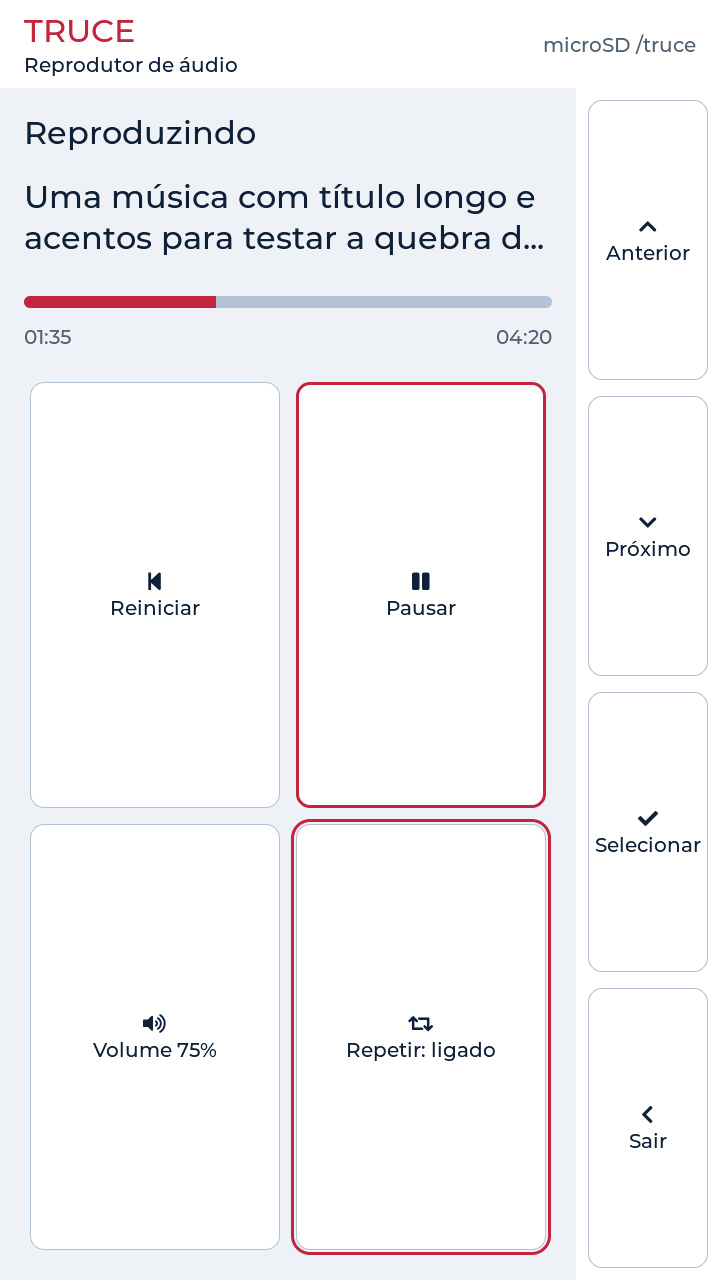 TRUCE
Reprodutor de áudio
microSD /truce
Reproduzindo
Uma música com título longo e
acentos para testar a quebra d...
01:35
04:20
Reiniciar
Pausar
Volume 75%
Repetir: ligado
Anterior
Próximo
Selecionar
Sair